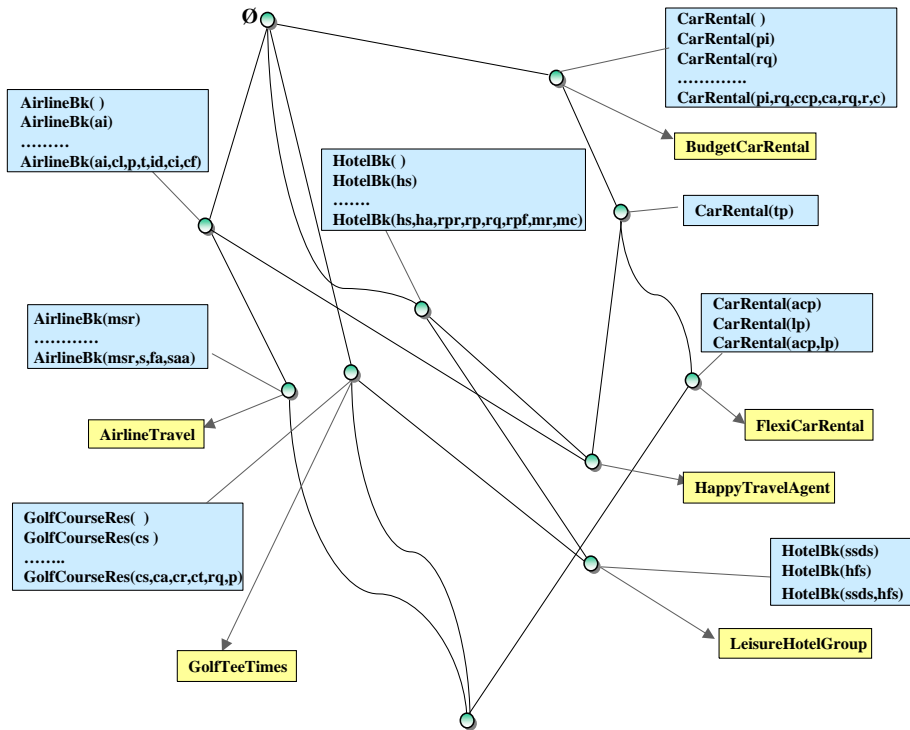 Ø
CarRental( )
CarRental(pi)
CarRental(rq)
………….
CarRental(pi,rq,ccp,ca,rq,r,c)
BudgetCarRental
AirlineBk( )
AirlineBk(ai)
………
AirlineBk(ai,cl,p,t,id,ci,cf)
HotelBk( )
HotelBk(hs)
…….
HotelBk(hs,ha,rpr,rp,rq,rpf,mr,mc)
CarRental(tp)
AirlineBk(msr)
…………
AirlineBk(msr,s,fa,saa)
CarRental(acp)
CarRental(lp)
CarRental(acp,lp)
AirlineTravel
FlexiCarRental
HappyTravelAgent
GolfCourseRes( )
GolfCourseRes(cs )
……..
GolfCourseRes(cs,ca,cr,ct,rq,p)
HotelBk(ssds)
HotelBk(hfs)
HotelBk(ssds,hfs)
LeisureHotelGroup
GolfTeeTimes